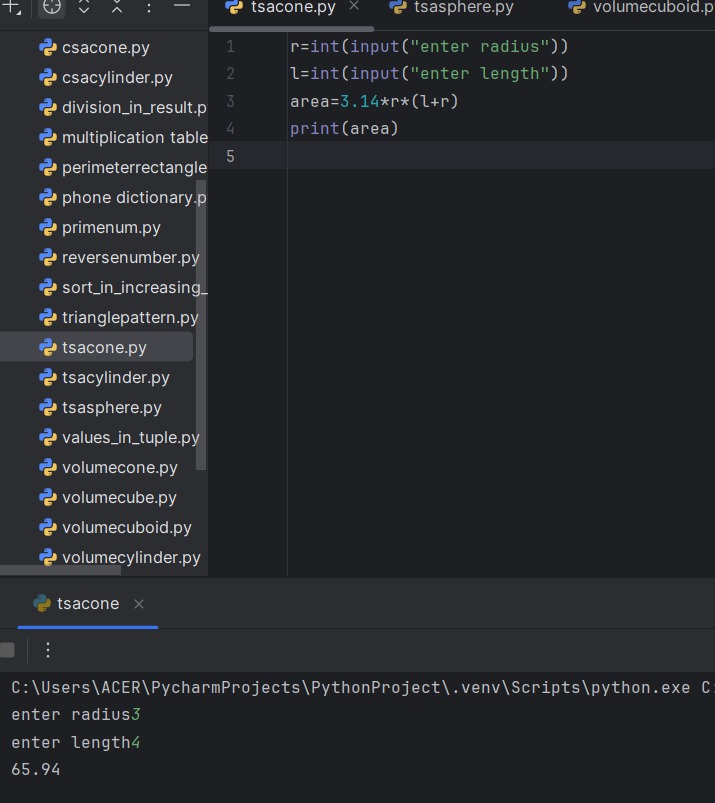 tsacone.py
tsasphere.py
volumecuboid.p
csacone.py
csacylinder.py
division_in_result.p
multiplication table
perimeterrectangle
phone dictionary.p
primenum.py
reversenumber.py
sort_in_increasing_
trianglepattern.py
tsacone.py
tsacylinder.py
tsasphere.py
values_in_tuple.py
volumecone.py
volumecube.py
volumecuboid.py
volumecylinder.py
1 r=int(input("enter radius"))
2 l=int(input("enter length"))
3 area=3.14*r*(l+r)
4 print(area)
5
tsacone
C:\Users\ACER\PycharmProjects\PythonProject\.venv\Scripts\python.exe C:
enter radius3
enter length4
65.94